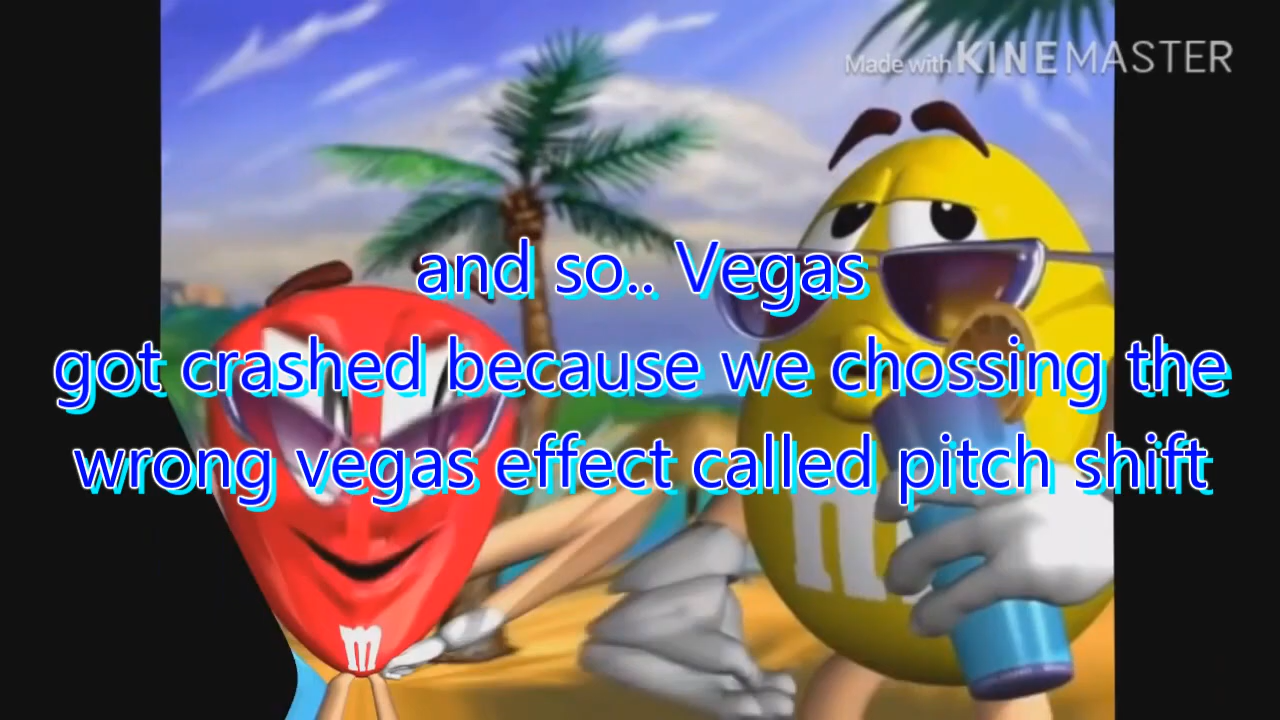 Made with KINEMASTER
and so.. Vegas
got crashed because we chossing the
wrong vegas effect called pitch shift
m
m